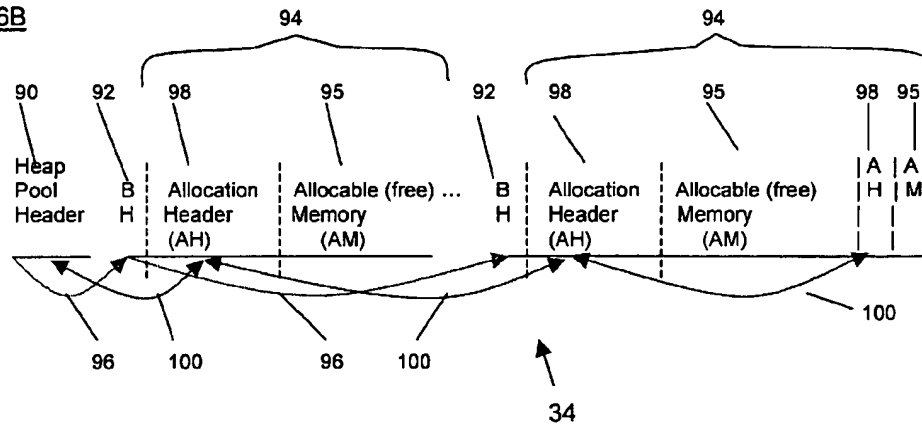 6B
94 94
90 92 98 95 92 98 95 98 95
Heap A A
Pool B Allocation Allocable (free) ... B Allocation Allocable (free) H M
Header H Header Memory H Header Memory
(AH) (AM) (AH) (AM)
96 100 96 100 100
34